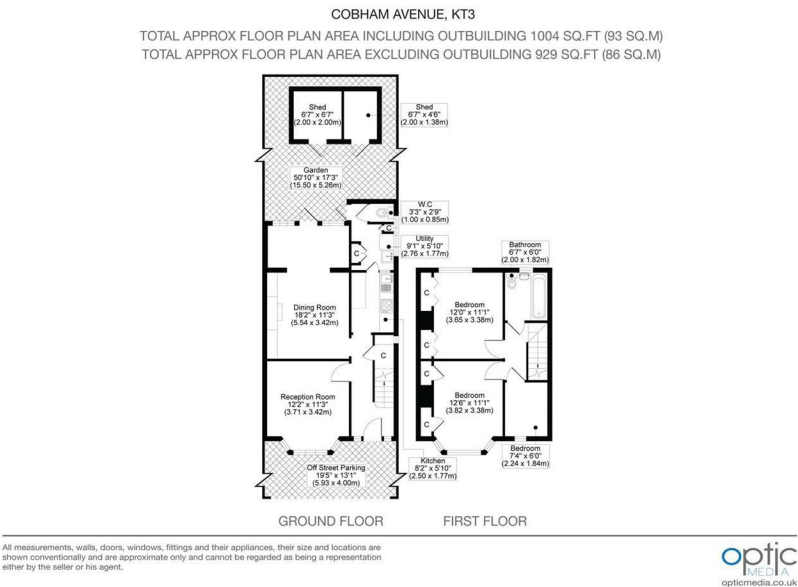 COBHAM AVENUE, KT3
TOTAL APPROX FLOOR PLAN AREA INCLUDING OUTBUILDING 1004 SQ.FT (93 SQ.M)
TOTAL APPROX FLOOR PLAN AREA EXCLUDING OUTBUILDING 929 SQ.FT (86 SQ.M)
Shed
6'7" x 6'7"
(2.00 x 2.00m)
Shed
6'7" x 4'6"
(2.00 x 1.38m)
Garden
50'10" x 17'3"
(15.50 x 5.26m)
W.C
3'3" x 2'9"
(1.00 x 0.85m)
C
Utility
9'1" x 5'10"
(2.76 x 1.77m)
C
Dining Room
18'2" x 11'3"
(5.54 x 3.42m)
C
Reception Room
12'2" x 11'3"
(3.71 x 3.42m)
Off Street Parking
19'5" x 13'1"
(5.93 x 4.00m)
Kitchen
8'2" x 5'10"
(2.50 x 1.77m)
Bathroom
6'7" x 6'0"
(2.00 x 1.82m)
C
Bedroom
12'0" x 11'1"
(3.65 x 3.38m)
C
C
Bedroom
12'6" x 11'1"
(3.82 x 3.38m)
C
Bedroom
7'4" x 6'0"
(2.24 x 1.84m)
GROUND FLOOR
FIRST FLOOR
All measurements, walls, doors, windows, fittings and their appliances, their size and locations are
shown conventionally and are approximate only and cannot be regarded as being a representation
either by the seller or his agent.
optic
MEDIA
opticmedia.co.uk